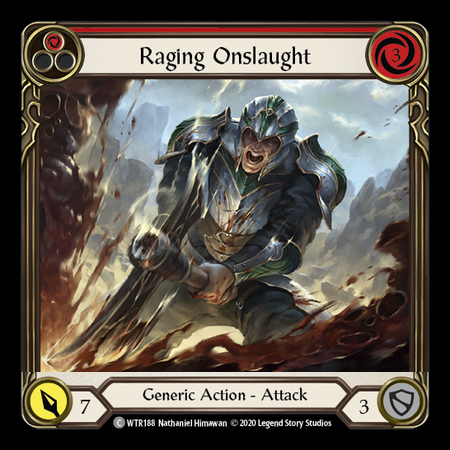 Raging Onslaught
3
Generic Action - Attack
7
3
C WTR188 Nathaniel Himawan © 2020 Legend Story Studios